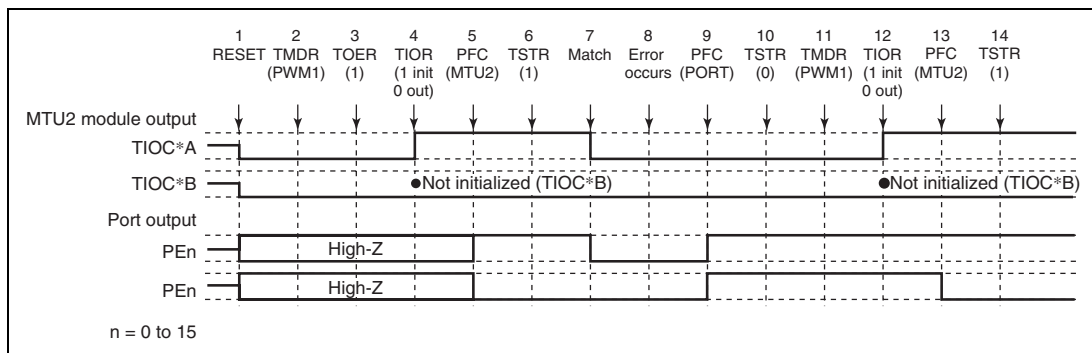 1 2 3 4 5 6 7 8 9 10 11 12 13 14
RESET TMDR TOER TIOR PFC TSTR Match Error PFC TSTR TMDR TIOR PFC TSTR
(PWM1) (1) (1 init (MTU2) (1) occurs (PORT) (0) (PWM1) (1 init (MTU2) (1)
0 out) 0 out)
MTU2 module output
TIOC*A
TIOC*B ●Not initialized (TIOC*B) ●Not initialized (TIOC*B)
Port output
PEn High-Z
PEn High-Z
n = 0 to 15